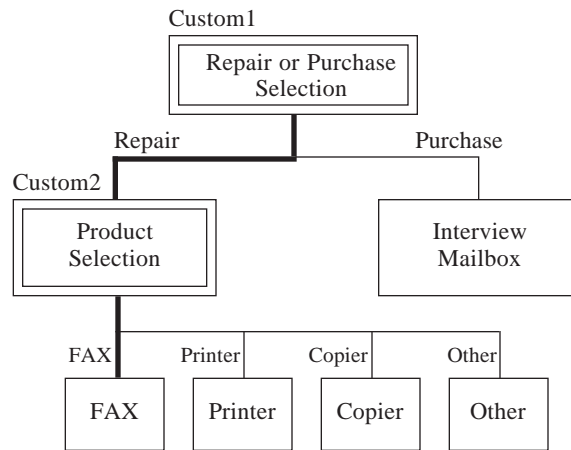 Custom1
Repair or Purchase
Selection
Repair
Purchase
Custom2
Product
Selection
Interview
Mailbox
FAX
Printer
Copier
Other
FAX
Printer
Copier
Other